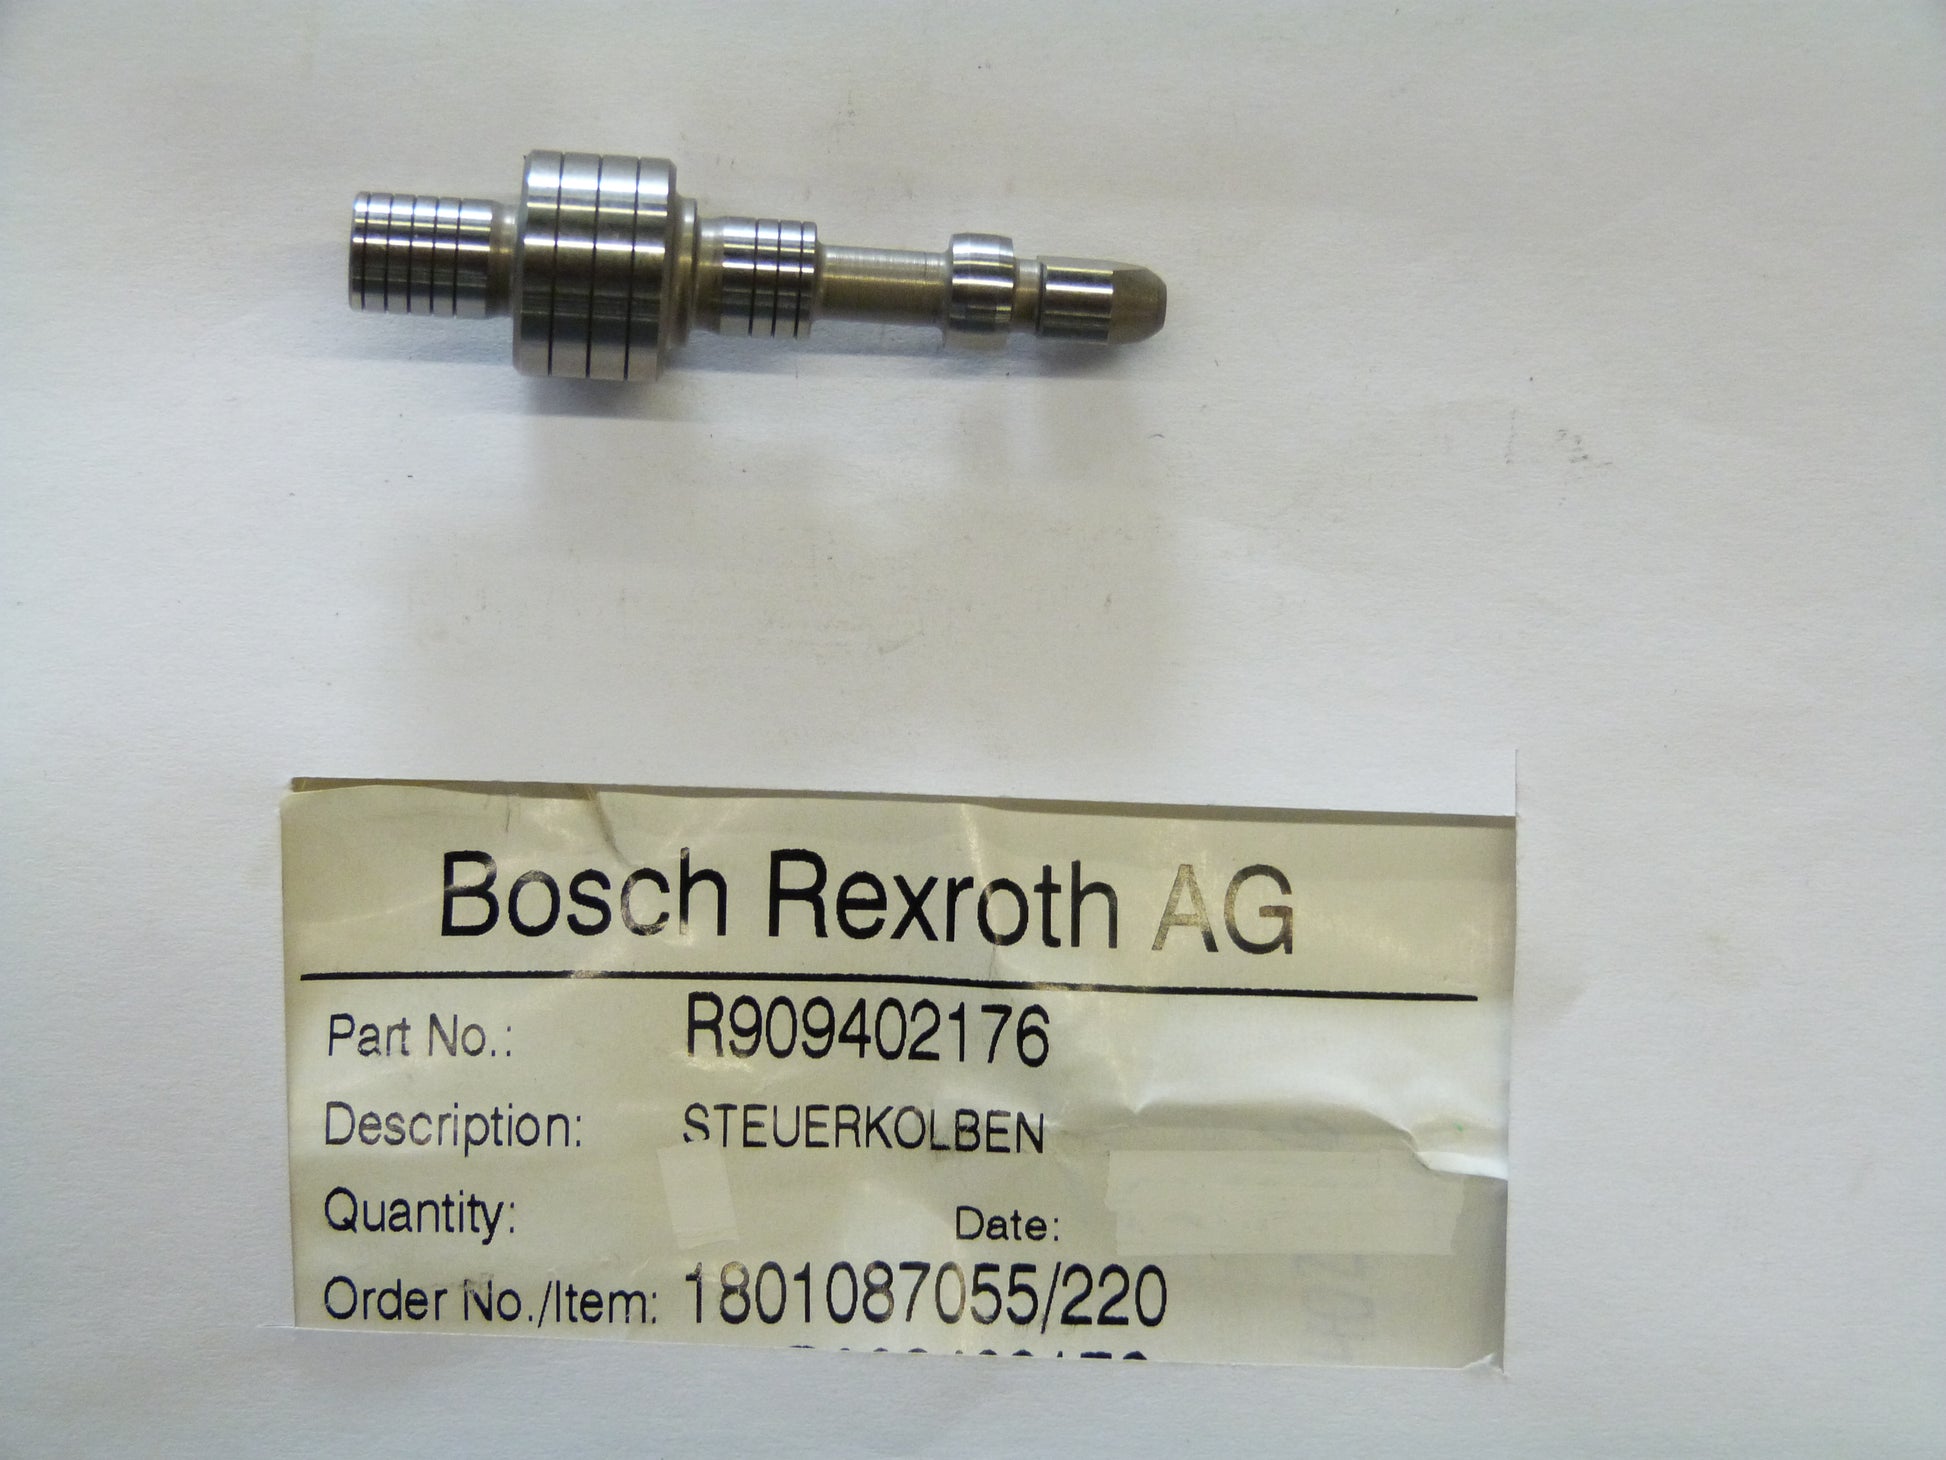 Bosch Rexroth AG
Part No.: R909402176
Description: STEUERKOLBEN
Quantity: Date:
Order No./Item: 1801087055/220